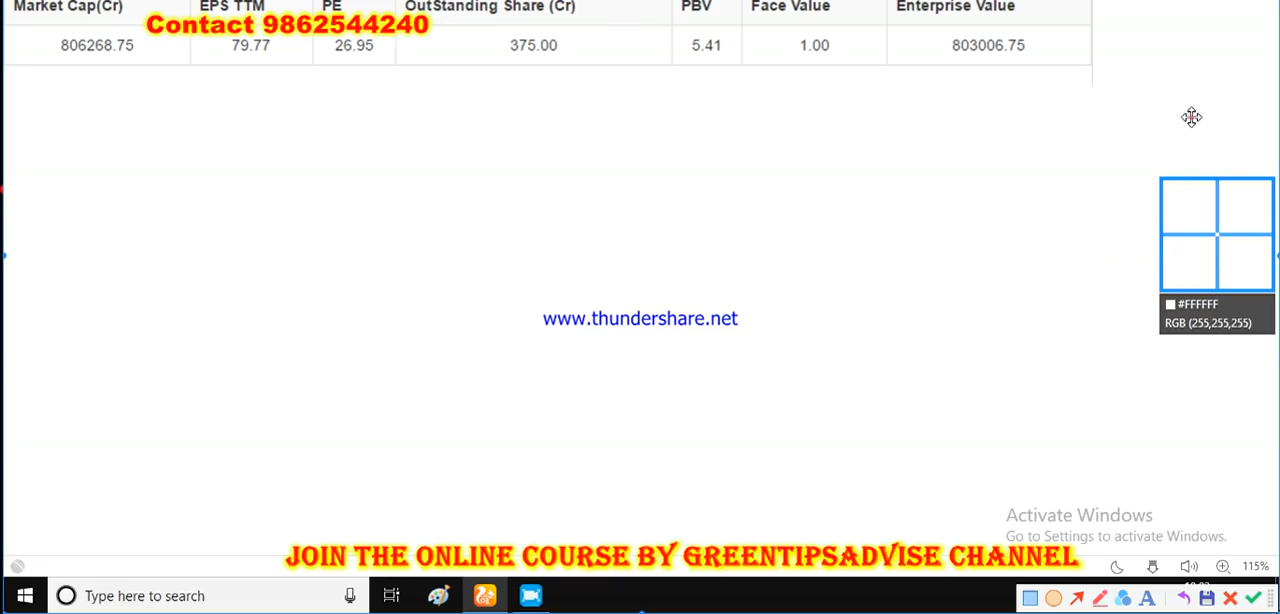 Market Cap(Cr) EPS TTM PE OutStanding Share (Cr) PBV Face Value Enterprise Value
Contact 9862544240
806268.75 79.77 26.95 375.00 5.41 1.00 803006.75
#FFFFFF
RGB (255,255,255)
www.thundershare.net
Activate Windows
Go to Settings to activate Windows.
JOIN THE ONLINE COURSE BY GREENTIPSADVISE CHANNEL
115%
Type here to search